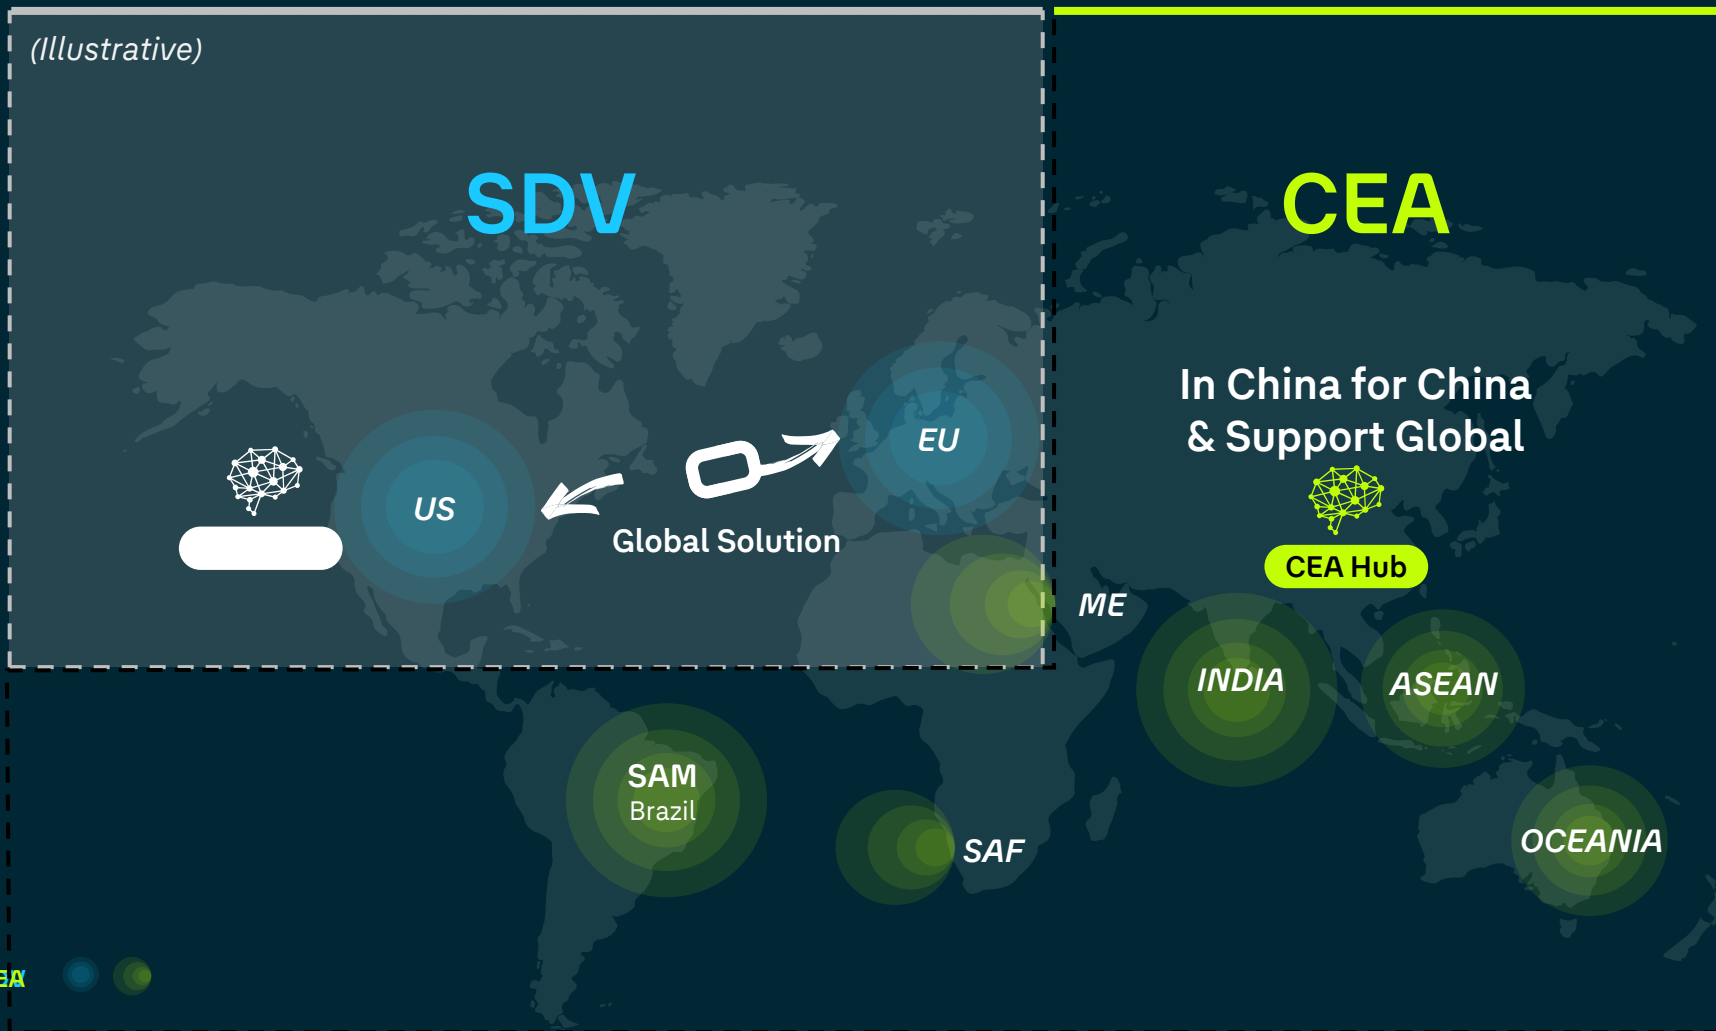 (Illustrative)
SDV
CEA
In China for China
& Support Global
EU
US
Global Solution
CEA Hub
ME
INDIA
ASEAN
SAM
Brazil
OCEANIA
SAF